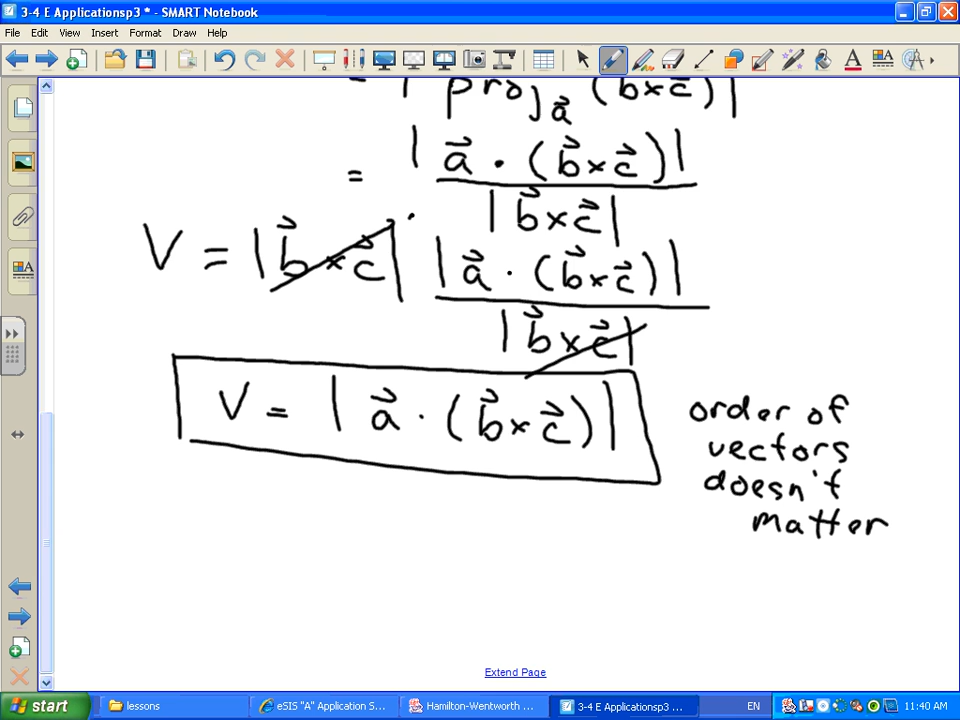 3-4 E Applicationsp3 * - SMART Notebook
File Edit View Insert Format Draw Help
= | proj a⃗ (b⃗ × c⃗) |
= | a⃗ · (b⃗ × c⃗) |
| b⃗ × c⃗ |
V = | b⃗ × c⃗ | · | a⃗ · (b⃗ × c⃗) |
| b⃗ × c⃗ |
V = | a⃗ · (b⃗ × c⃗) |
order of
vectors
doesn't
matter
Extend Page
start lessons eSIS "A" Application S... Hamilton-Wentworth ... 3-4 E Applicationsp3 ... EN 11:40 AM